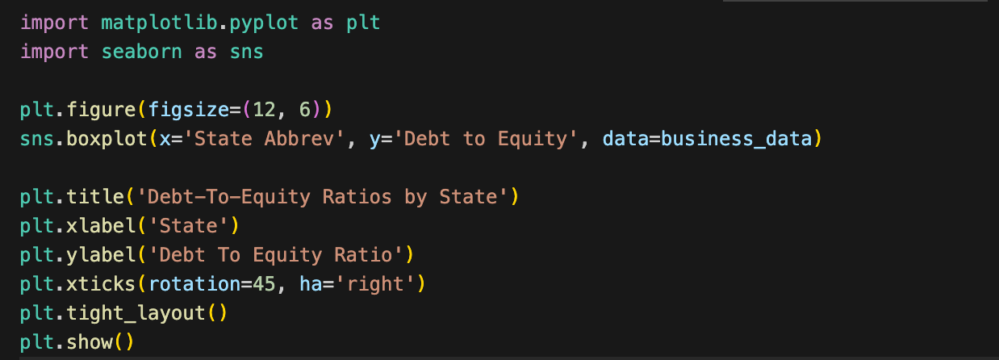 import matplotlib.pyplot as plt
import seaborn as sns
plt.figure(figsize=(12, 6))
sns.boxplot(x='State Abbrev', y='Debt to Equity', data=business_data)
plt.title('Debt-To-Equity Ratios by State')
plt.xlabel('State')
plt.ylabel('Debt To Equity Ratio')
plt.xticks(rotation=45, ha='right')
plt.tight_layout()
plt.show()